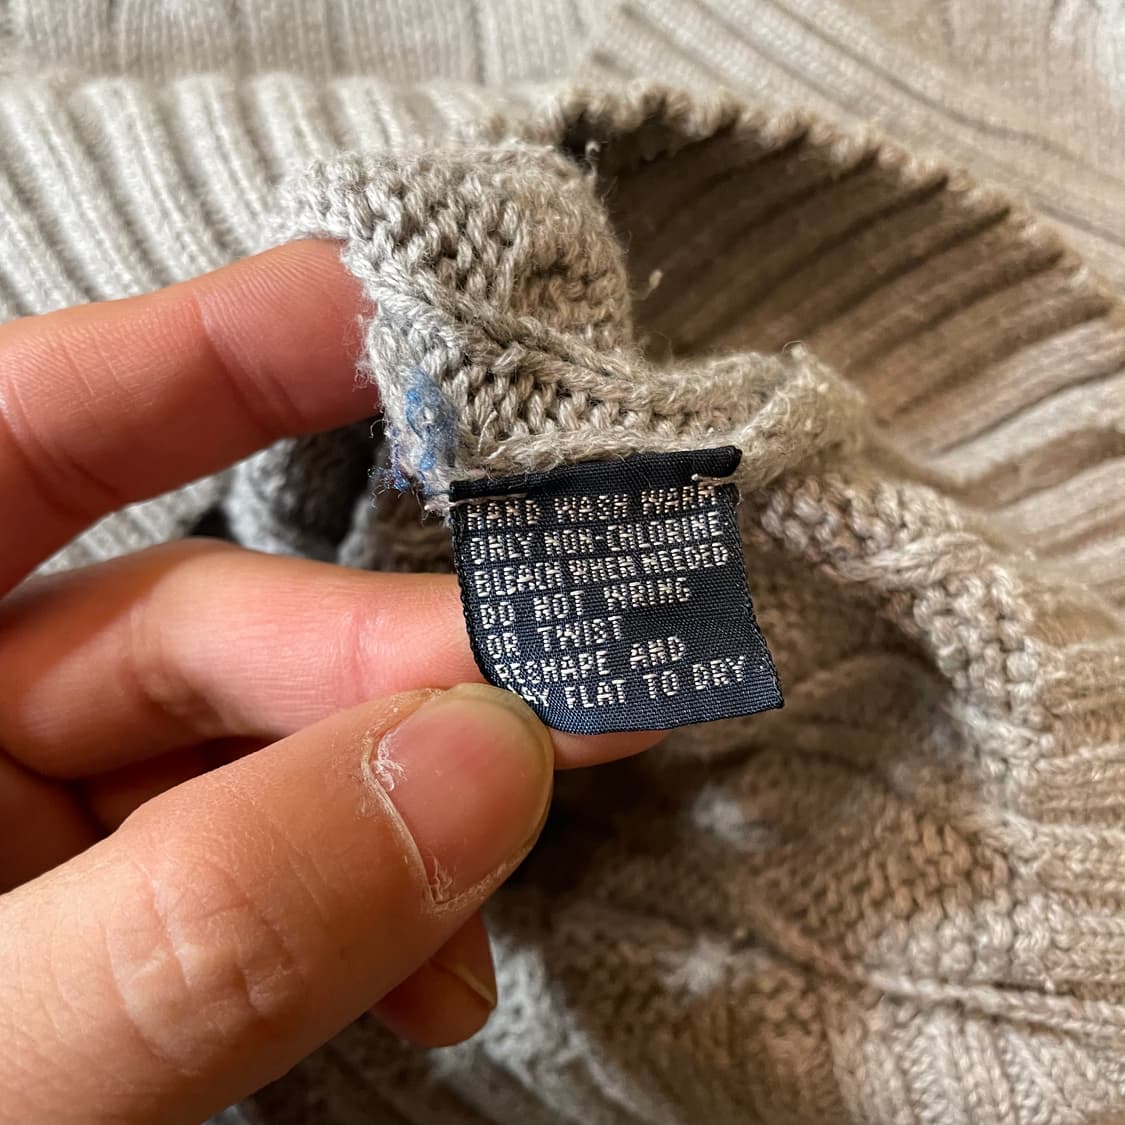 HAND WASH WARM
ONLY NON-CHLORINE
BLEACH WHEN NEEDED
DO NOT WRING
OR TWIST
RESHAPE AND
LAY FLAT TO DRY